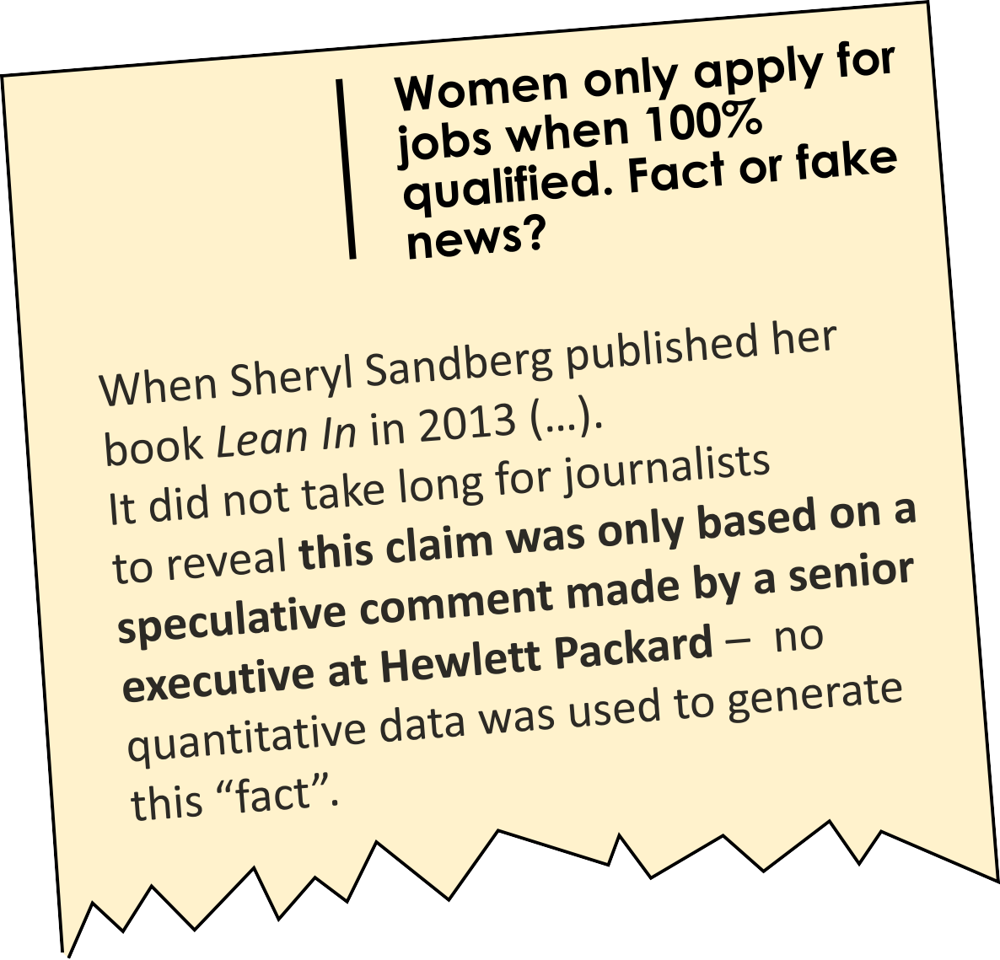 Women only apply for
jobs when 100%
qualified. Fact or fake
news?
When Sheryl Sandberg published her
book Lean In in 2013 (...).
It did not take long for journalists
to reveal this claim was only based on a
speculative comment made by a senior
executive at Hewlett Packard – no
quantitative data was used to generate
this “fact”.